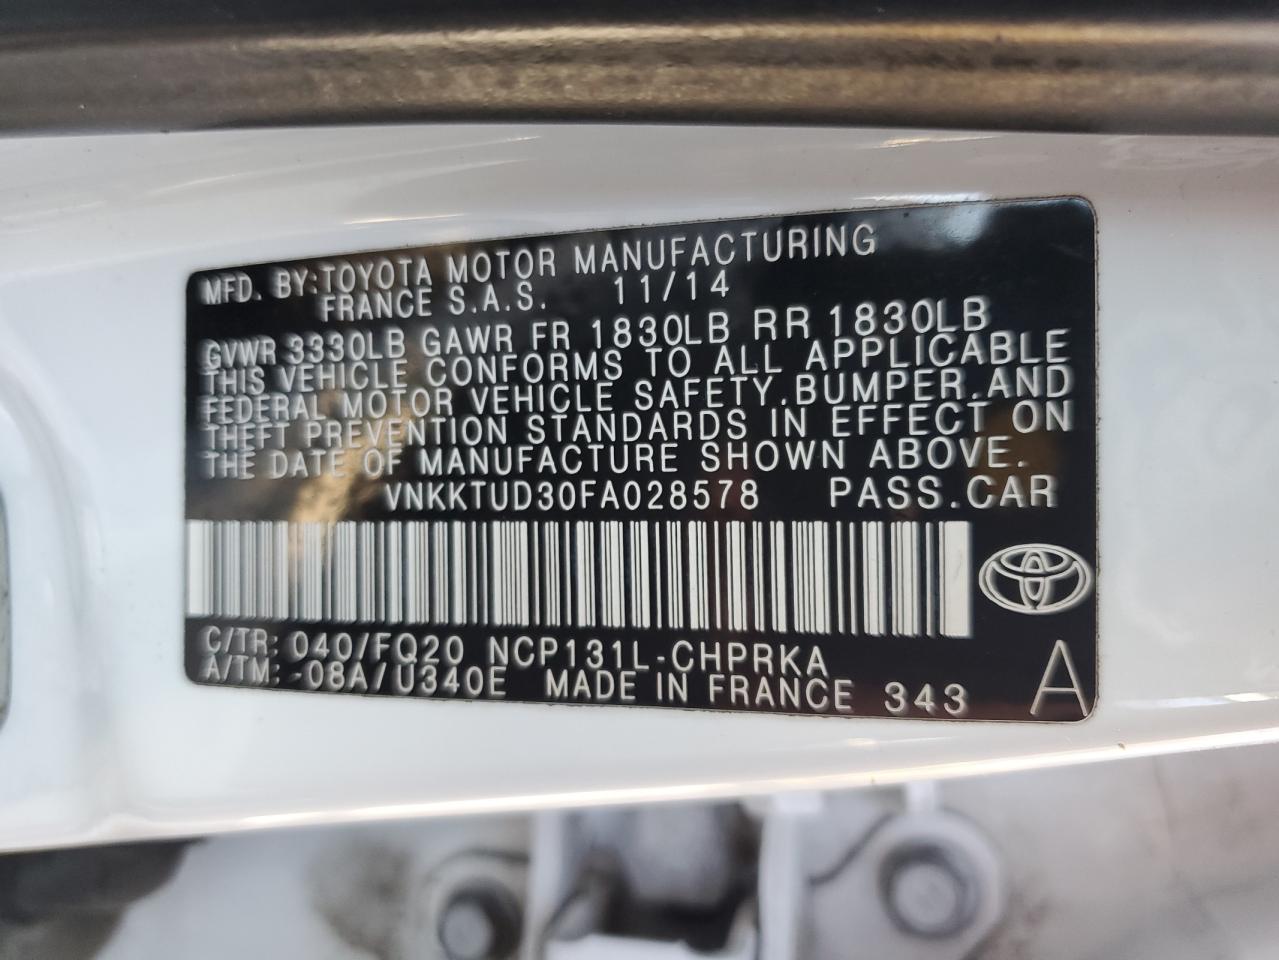 MFD. BY:TOYOTA MOTOR MANUFACTURING
FRANCE S.A.S. 11/14
GVWR 3330LB GAWR FR 1830LB RR 1830LB
THIS VEHICLE CONFORMS TO ALL APPLICABLE
FEDERAL MOTOR VEHICLE SAFETY,BUMPER,AND
THEFT PREVENTION STANDARDS IN EFFECT ON
THE DATE OF MANUFACTURE SHOWN ABOVE.
VNKKTUD30FA028578 PASS.CAR
C/TR: 040/FQ20 NCP131L-CHPRKA
A/TM: -08A/U340E MADE IN FRANCE 343 A